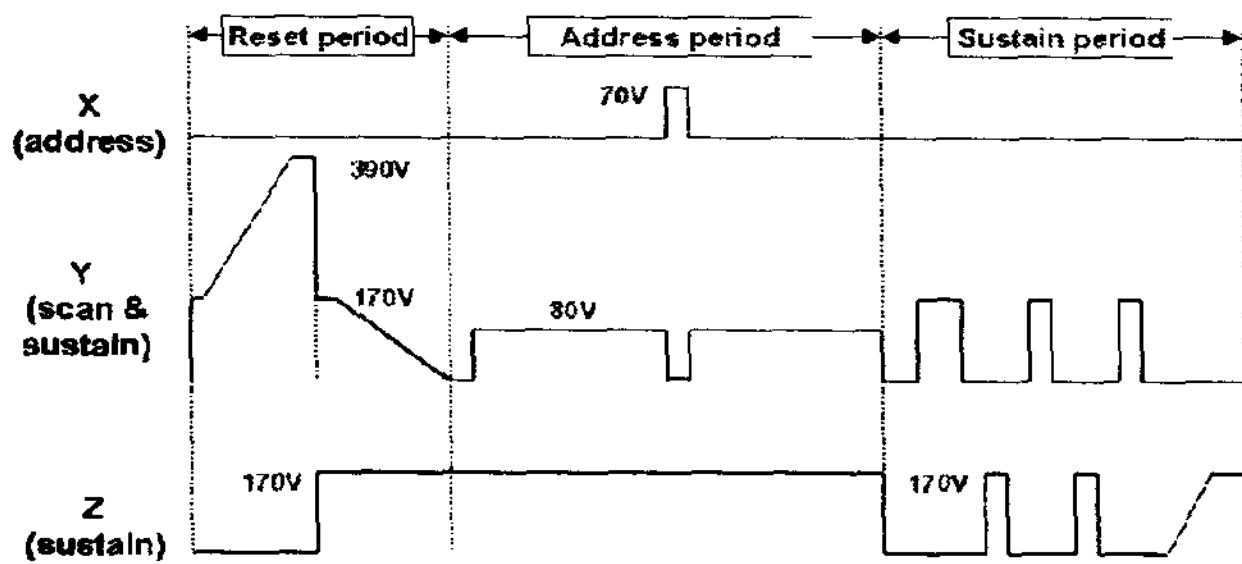 Reset period
Address period
Sustain period
X
(address)
70V
390V
Y
(scan &
sustain)
170V
80V
Z
(sustain)
170V
170V